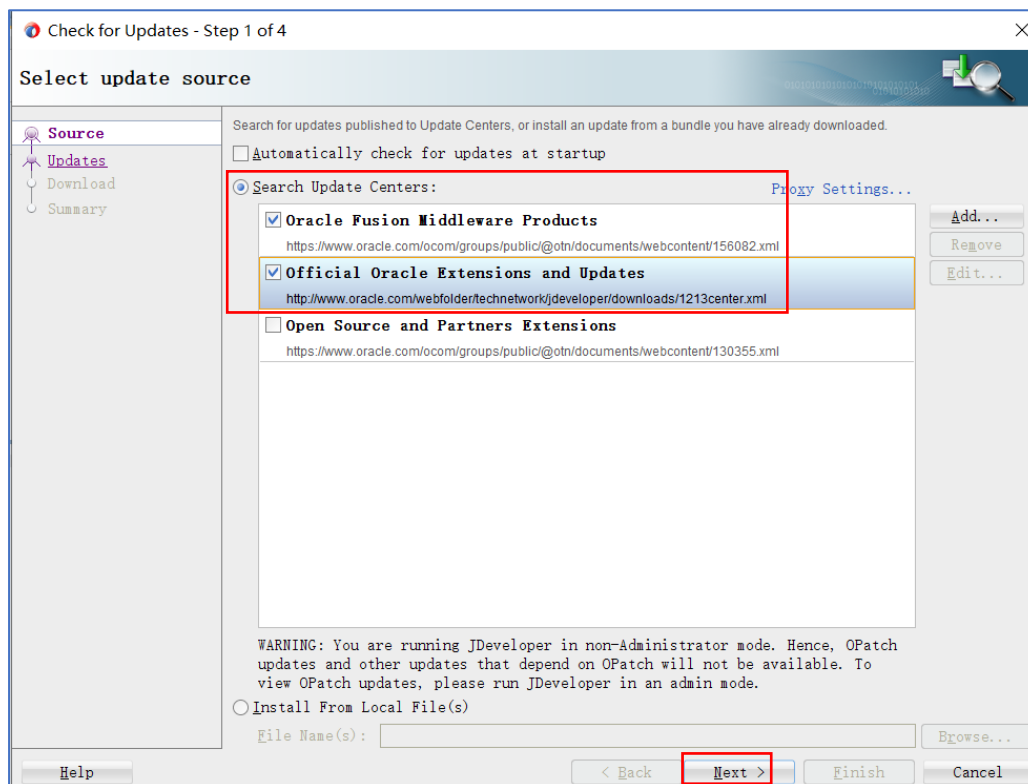 Check for Updates - Step 1 of 4
Select update source
Source
Updates
Download
Summary
Search for updates published to Update Centers, or install an update from a bundle you have already downloaded.
Automatically check for updates at startup
Search Update Centers:
Proxy Settings...
Oracle Fusion Middleware Products
https://www.oracle.com/ocom/groups/public/@otn/documents/webcontent/156082.xml
Official Oracle Extensions and Updates
http://www.oracle.com/webfolder/technetwork/jdeveloper/downloads/1213center.xml
Open Source and Partners Extensions
https://www.oracle.com/ocom/groups/public/@otn/documents/webcontent/130355.xml
Add...
Remove
Edit...
WARNING: You are running JDeveloper in non-Administrator mode. Hence, OPatch
updates and other updates that depend on OPatch will not be available. To
view OPatch updates, please run JDeveloper in an admin mode.
Install From Local File(s)
File Name(s):
Browse...
Help
< Back
Next >
Finish
Cancel